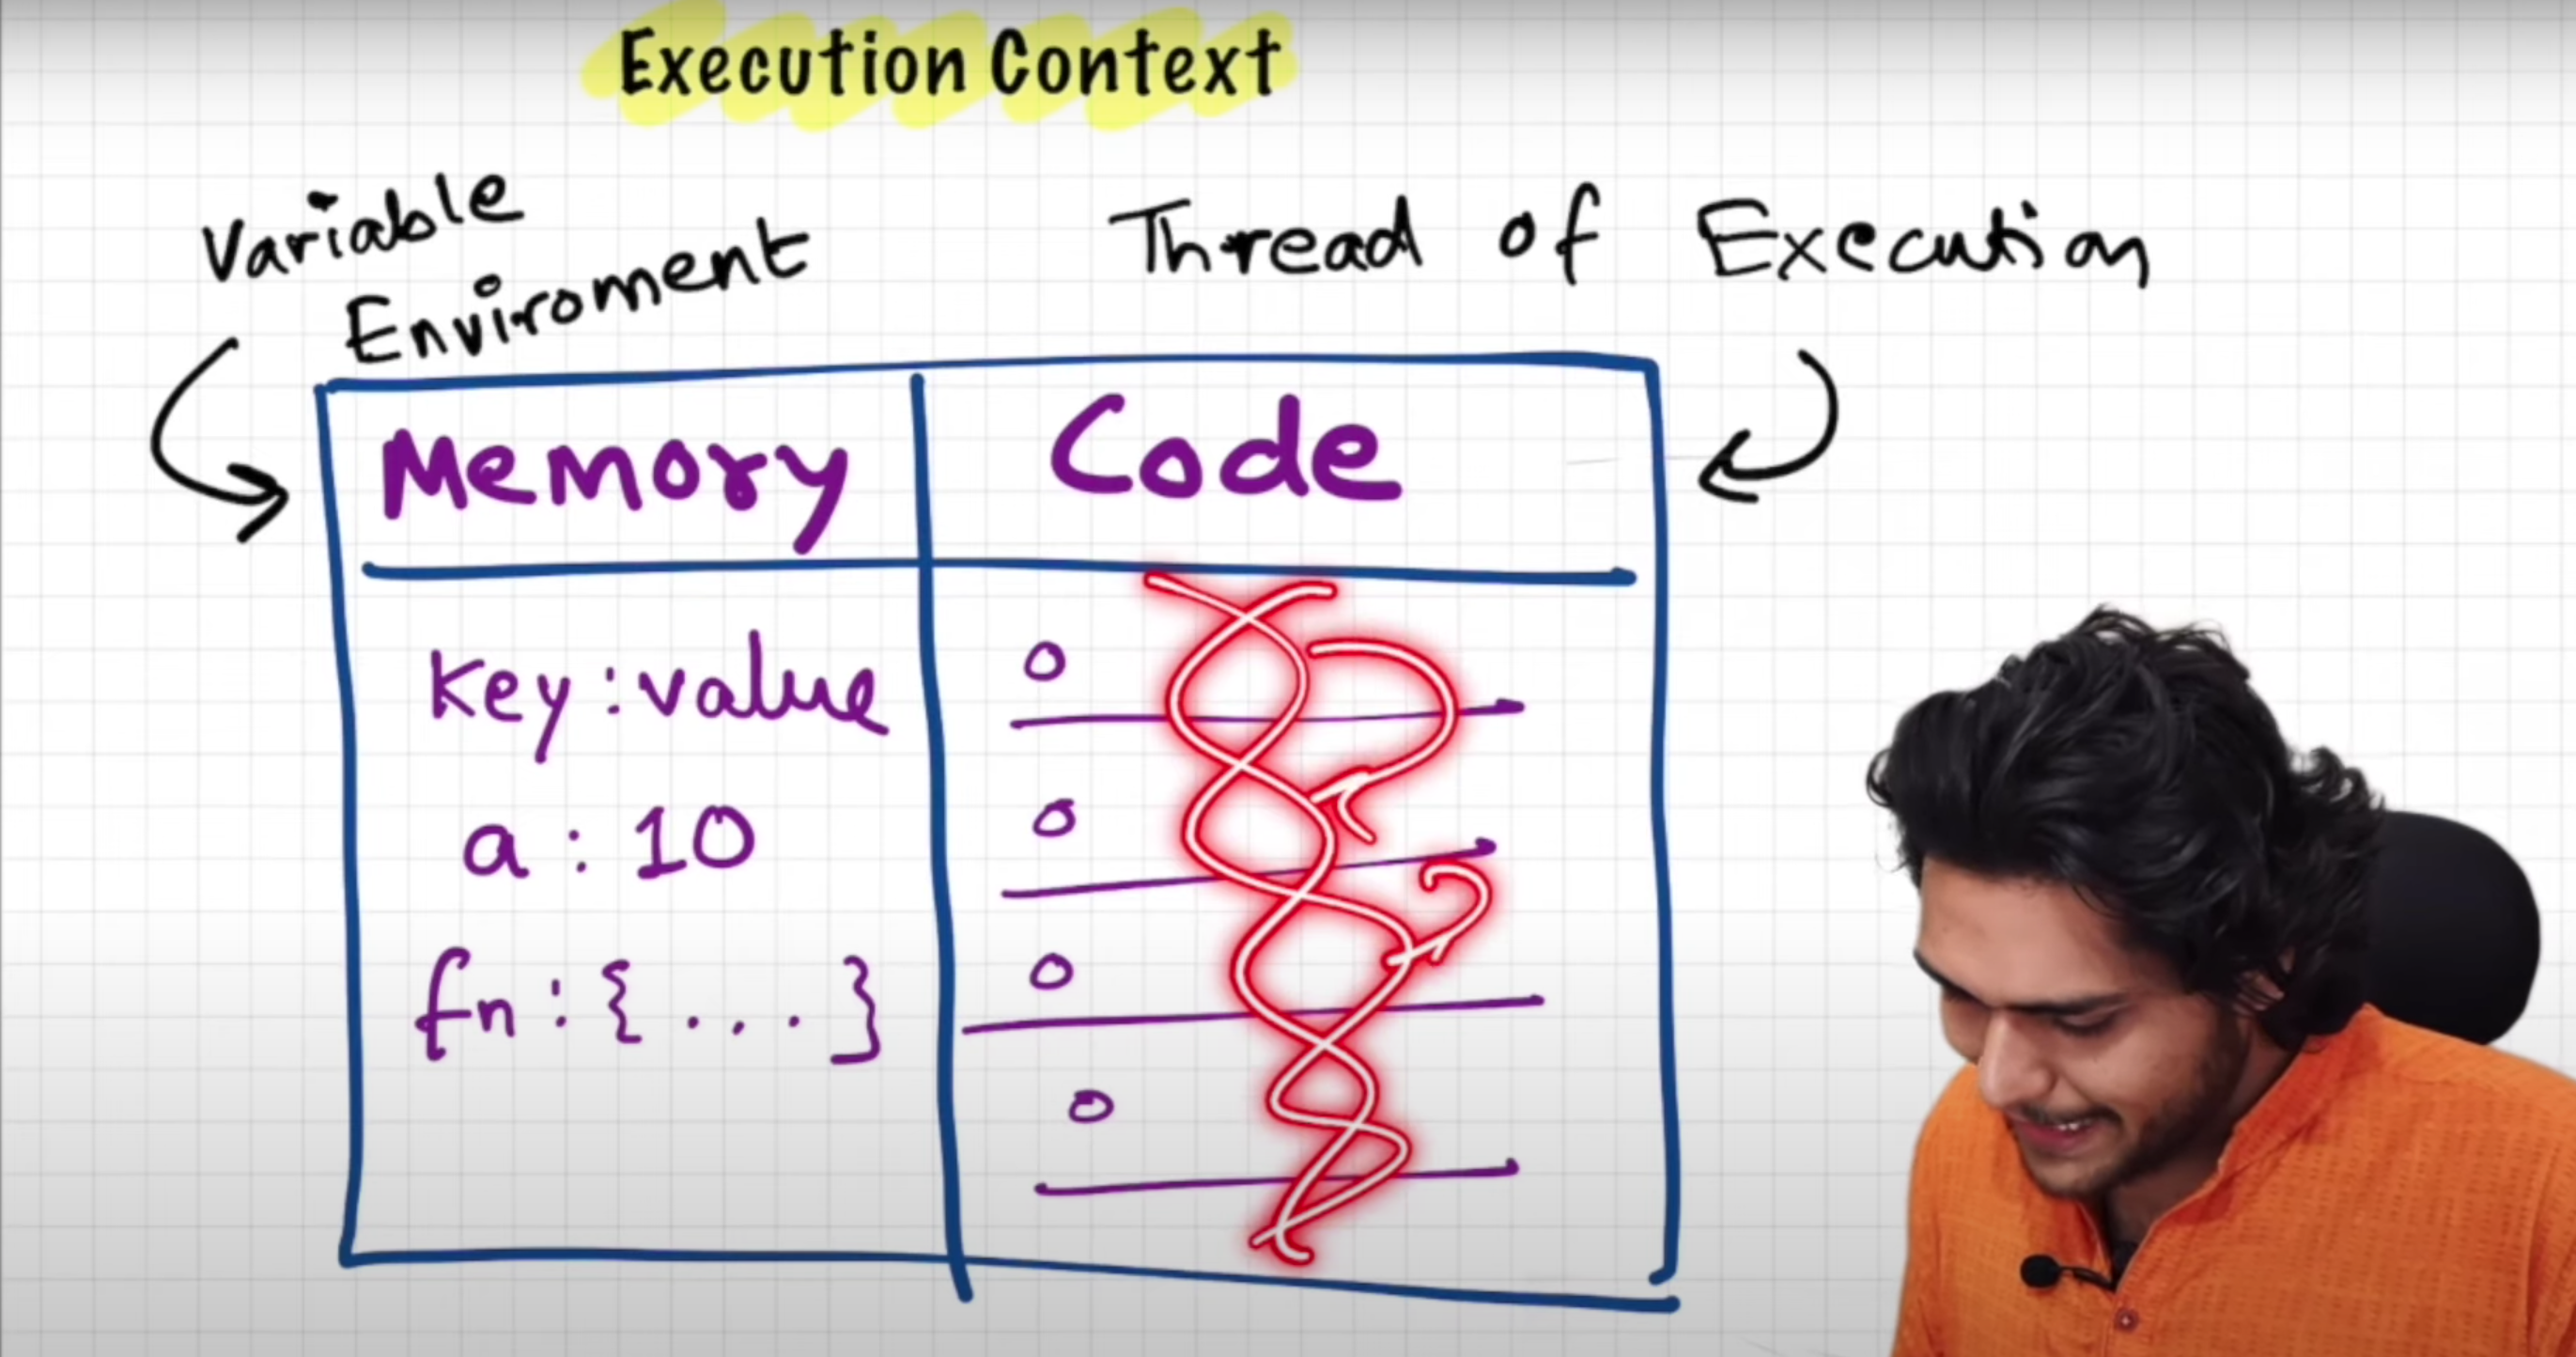 Execution Context
Variable
Enviroment
Thread of Execution
Memory
Code
key : value
a : 10
fn : { . . . }
o
o
o
o